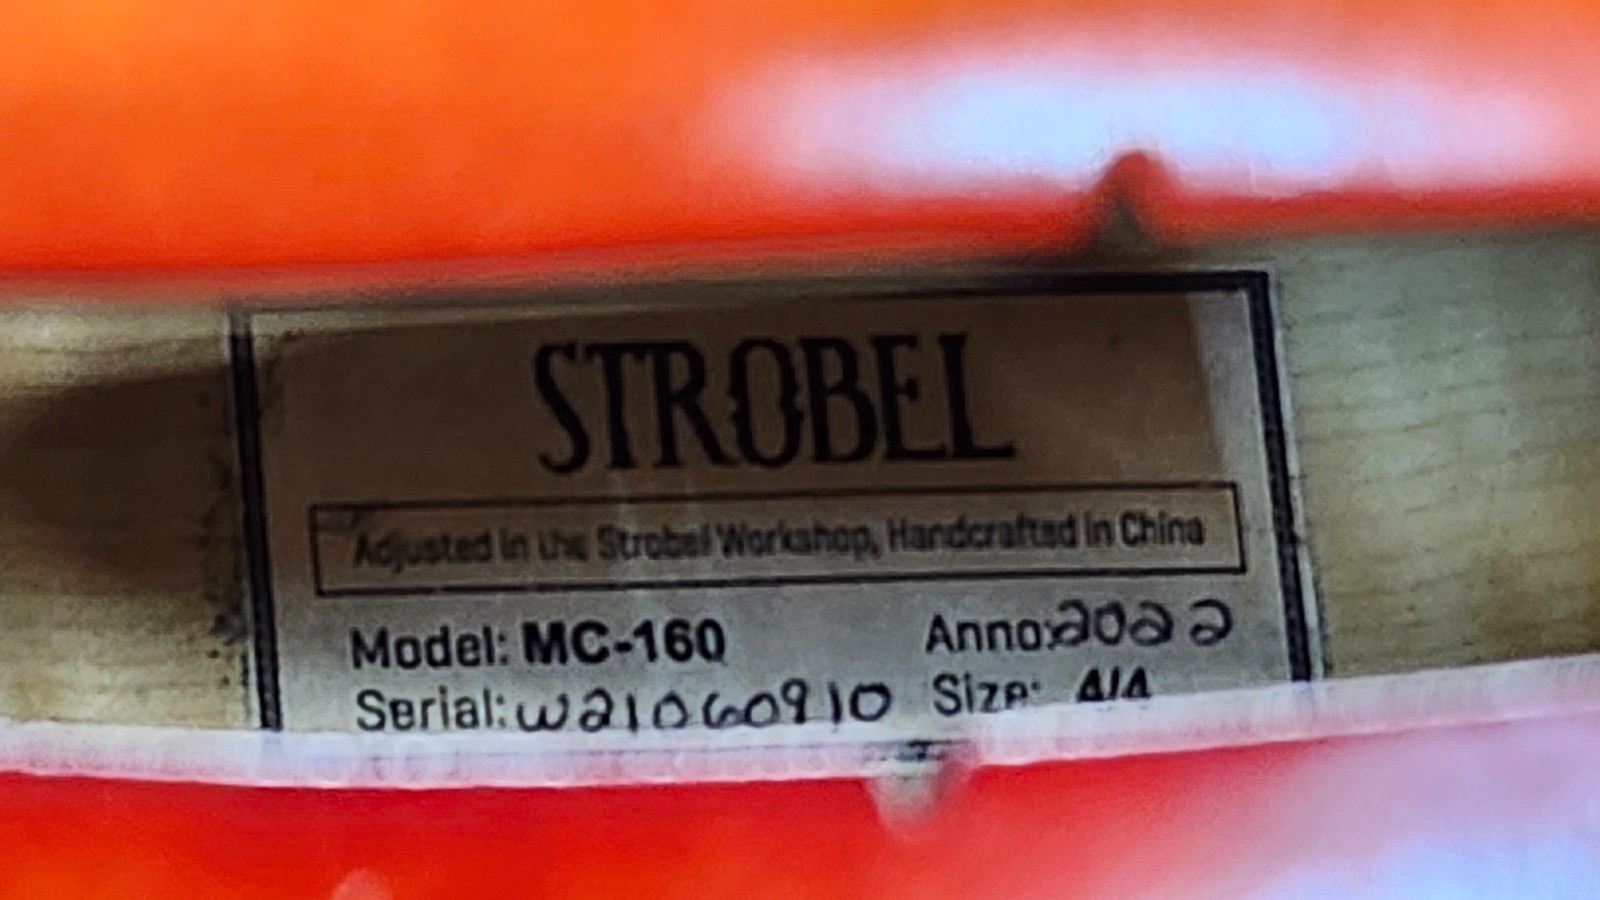 STROBEL
Adjusted in the Strobel Workshop, Handcrafted in China
Model: MC-160 Anno: 2022
Serial: W21060910 Size: 4/4